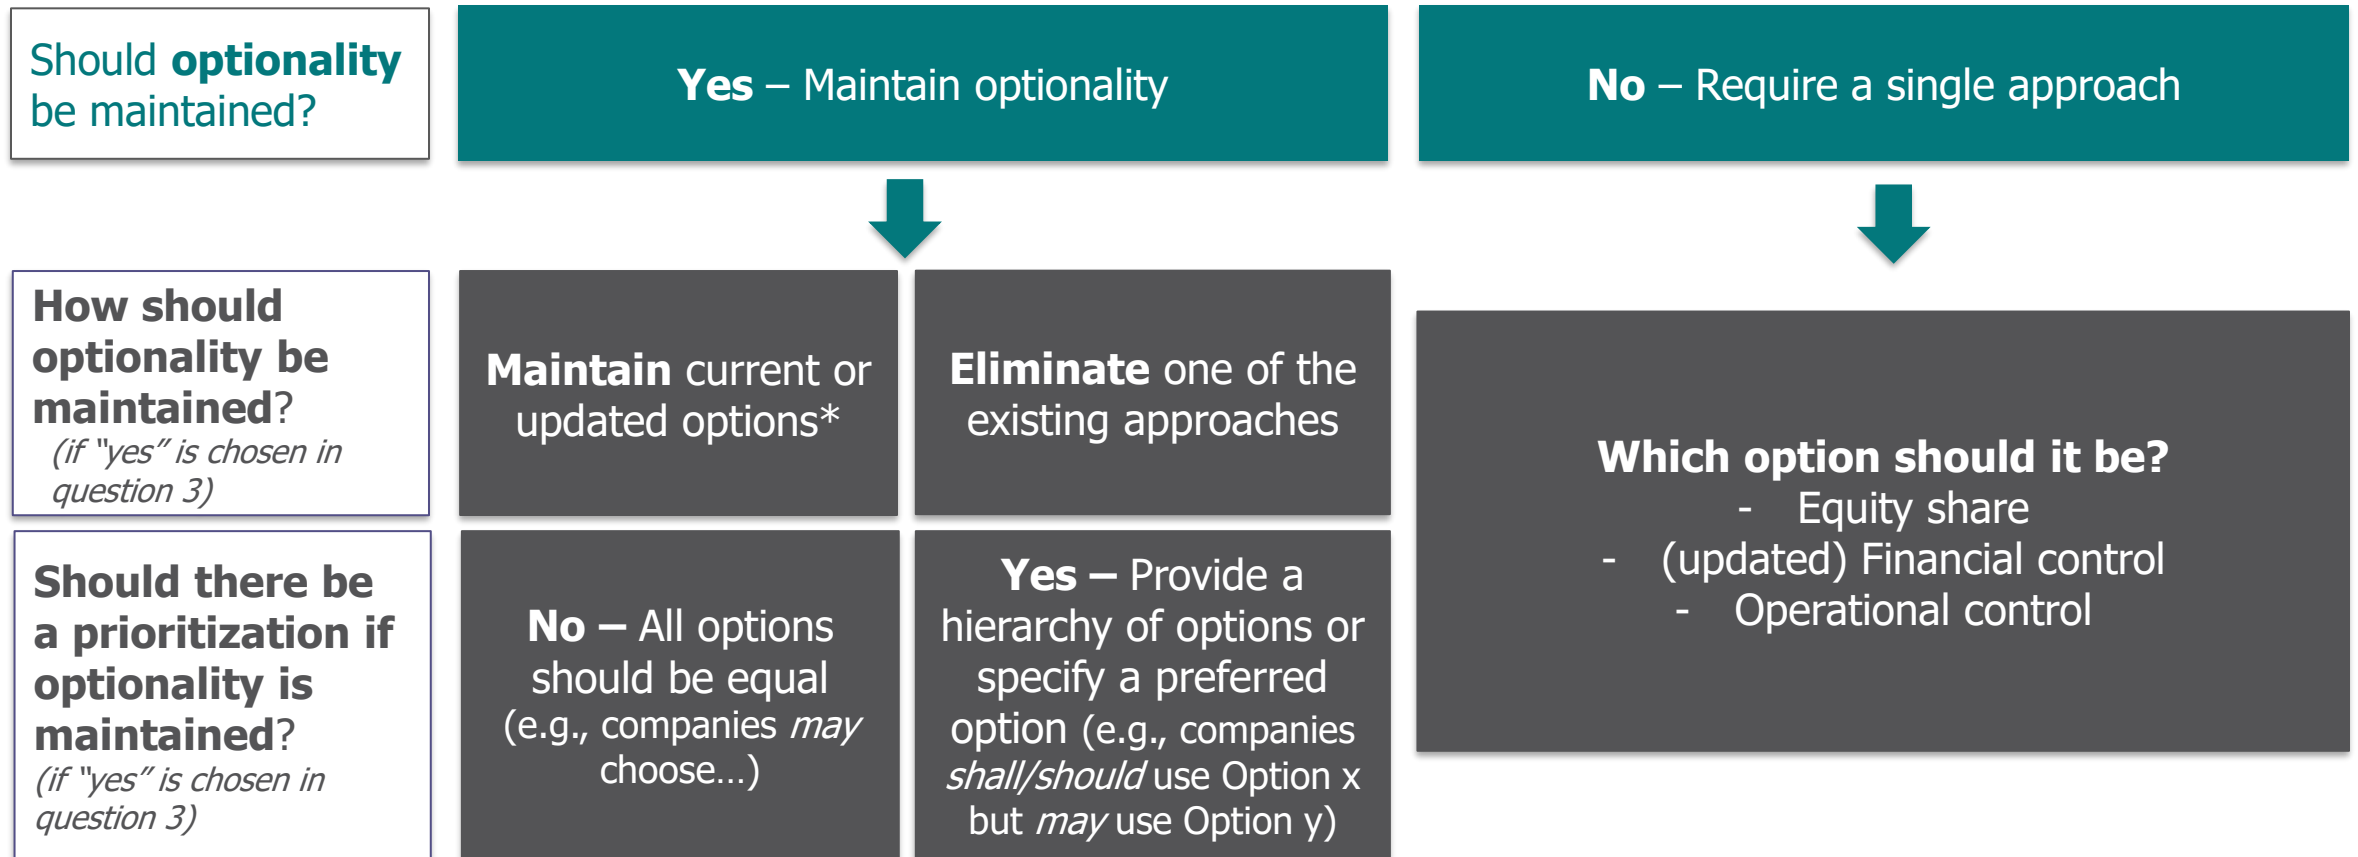 Should optionality
be maintained?
Yes – Maintain optionality
No – Require a single approach
How should
optionality be
maintained?
(if “yes” is chosen in
question 3)
Maintain current or
updated options*
Eliminate one of the
existing approaches
Which option should it be?
- Equity share
- (updated) Financial control
- Operational control
Should there be
a prioritization if
optionality is
maintained?
(if “yes” is chosen in
question 3)
No – All options
should be equal
(e.g., companies may
choose…)
Yes – Provide a
hierarchy of options or
specify a preferred
option (e.g., companies
shall/should use Option x
but may use Option y)